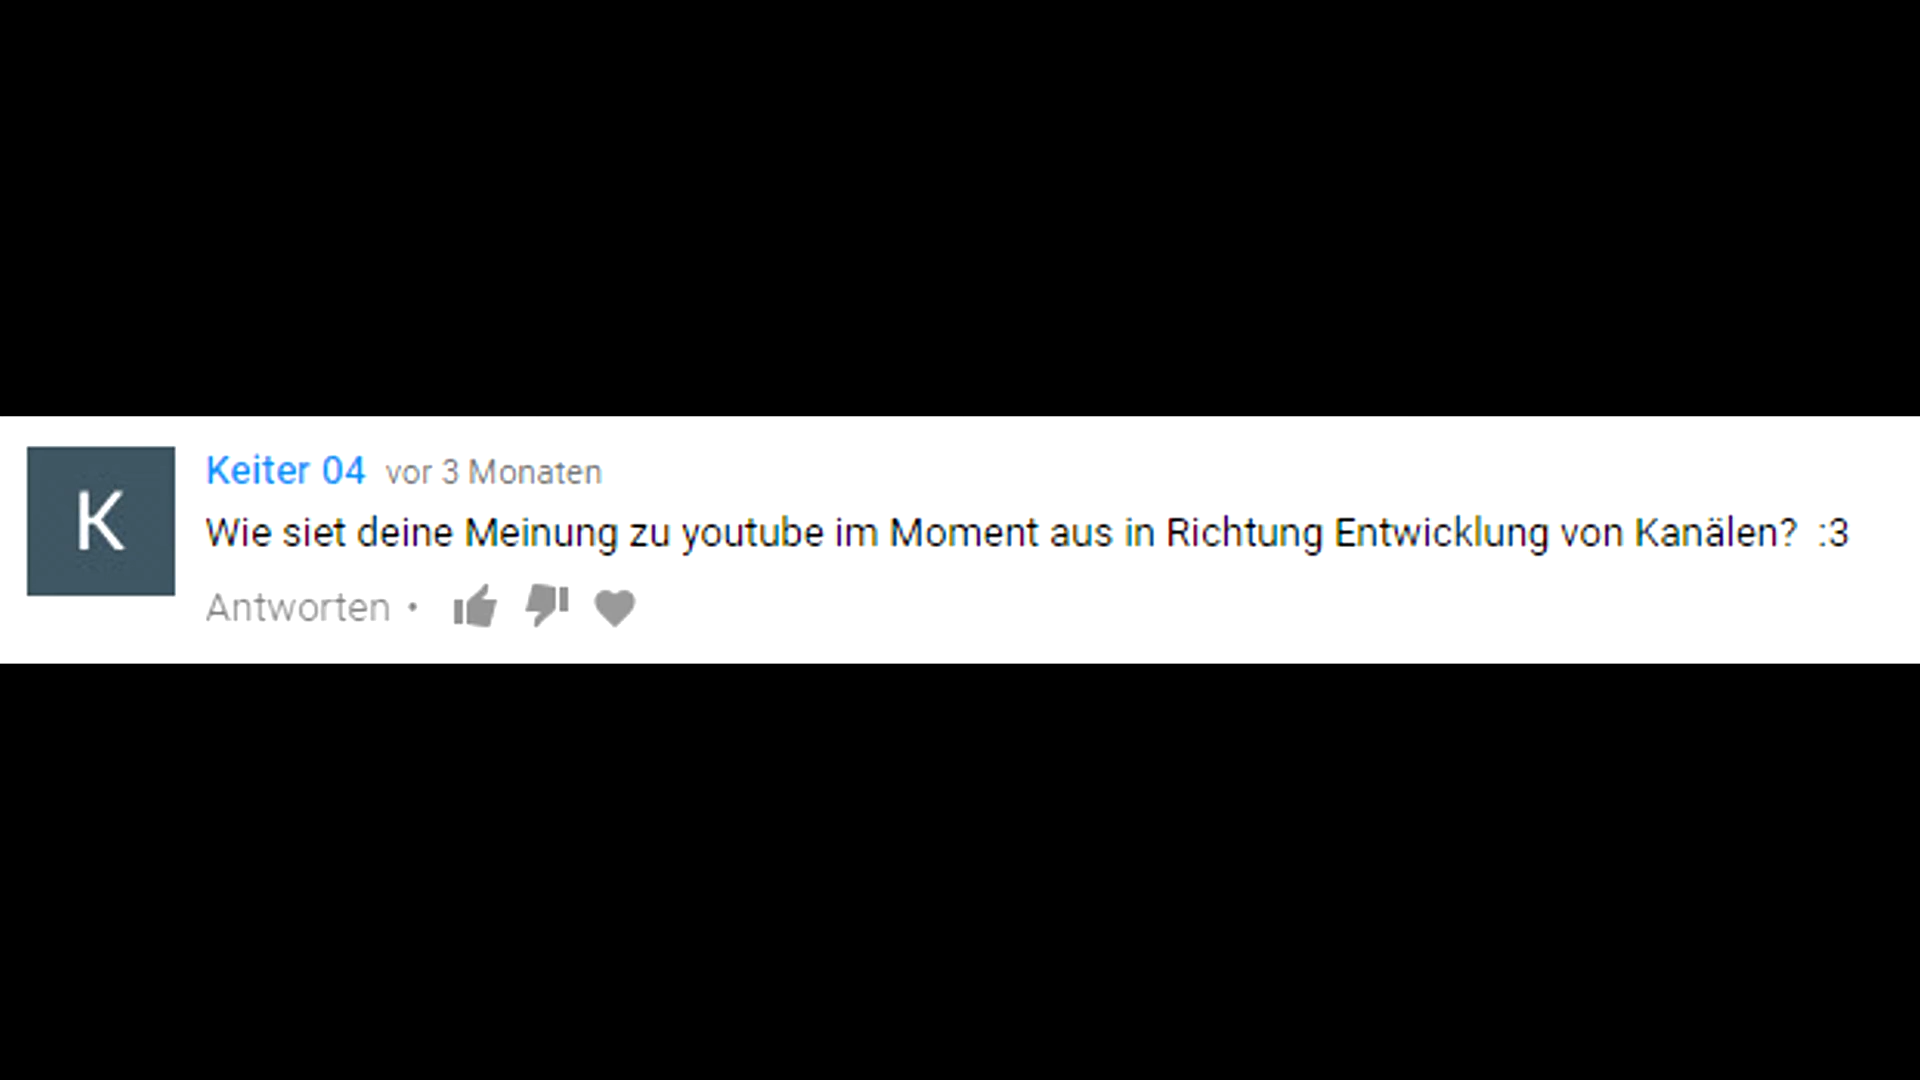 K
Keiter 04 vor 3 Monaten
Wie siet deine Meinung zu youtube im Moment aus in Richtung Entwicklung von Kanälen? :3
Antworten •